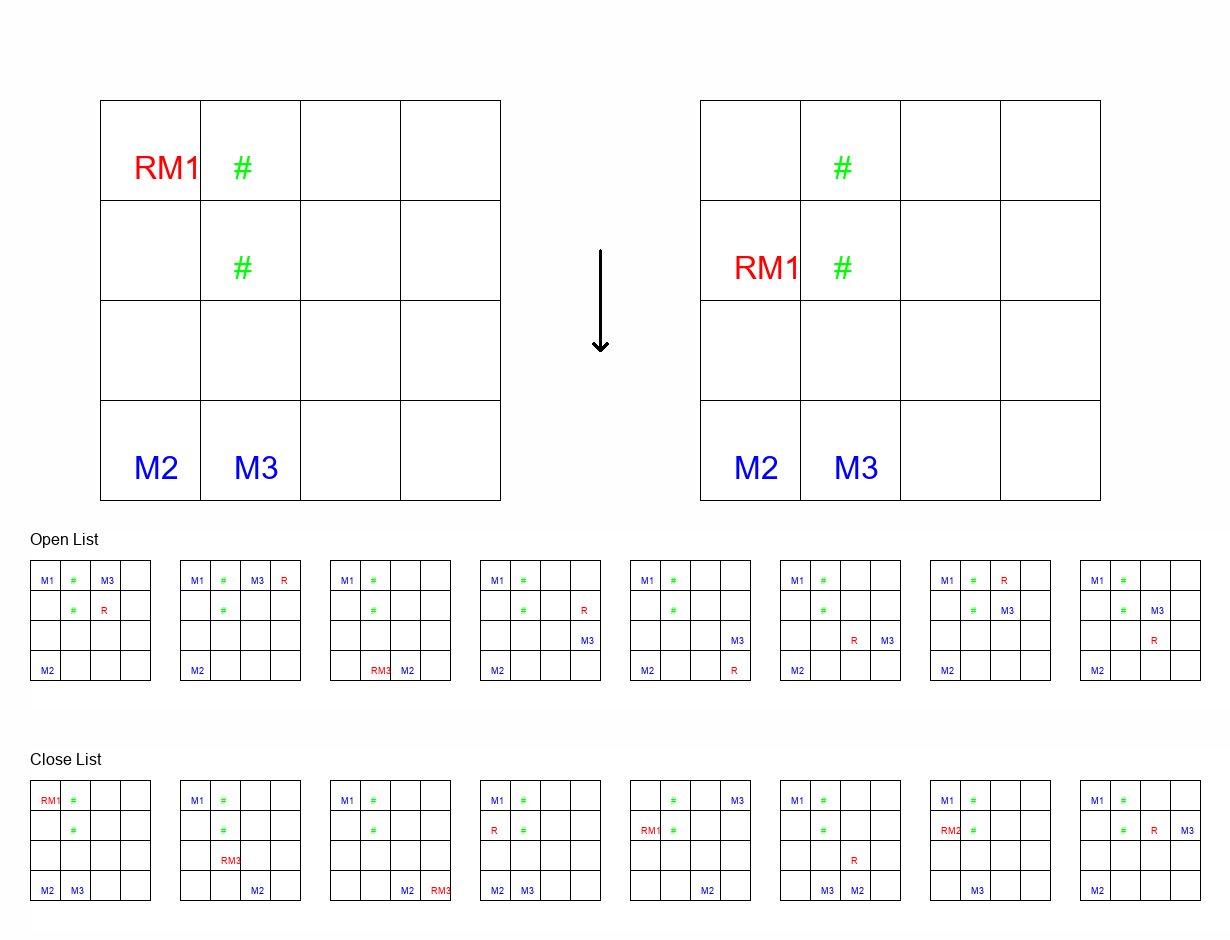 RM1 # #
# RM1 #
M2 M3 M2 M3
Open List
M1 # M3 M1 # M3 R M1 # M1 # M1 # M1 # M1 # R M1 #
# R # # # R # # # M3 # M3
M3 M3 R M3 R
M2 M2 RM3 M2 M2 M2 R M2 M2 M2
Close List
RM1 # M1 # M1 # M1 # # M3 M1 # M1 # M1 #
# # # R # RM1 # # RM2 # # R M3
RM3 R
M2 M3 M2 M2 RM3 M2 M3 M2 M3 M2 M3 M2